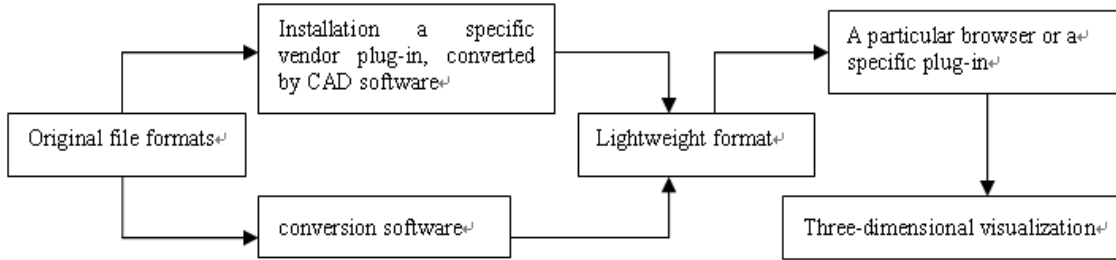 Installation a specific
vendor plug-in, converted
by CAD software↵
A particular browser or a↵
specific plug-in↵
Original file formats↵
Lightweight format↵
conversion software↵
Three-dimensional visualization↵